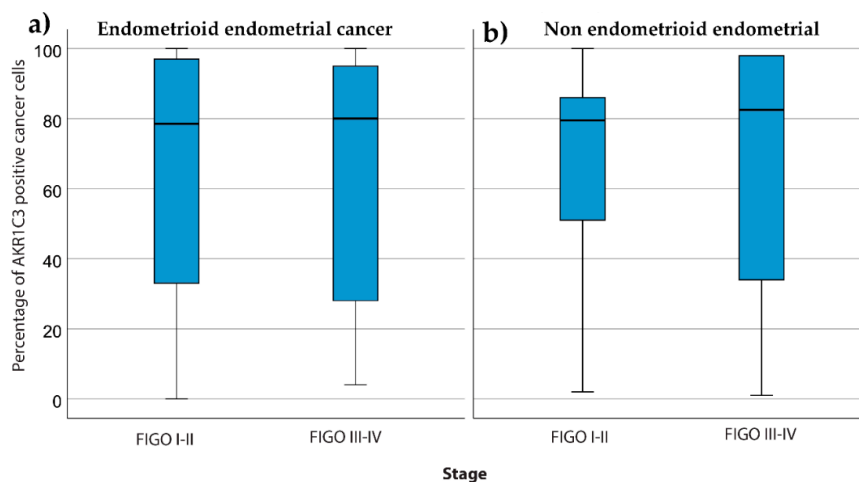 a) Endometrioid endometrial cancer
b) Non endometrioid endometrial
Percentage of AKR1C3 positive cancer cells
100
80
60
40
20
0
FIGO I-II
FIGO III-IV
FIGO I-II
FIGO III-IV
Stage